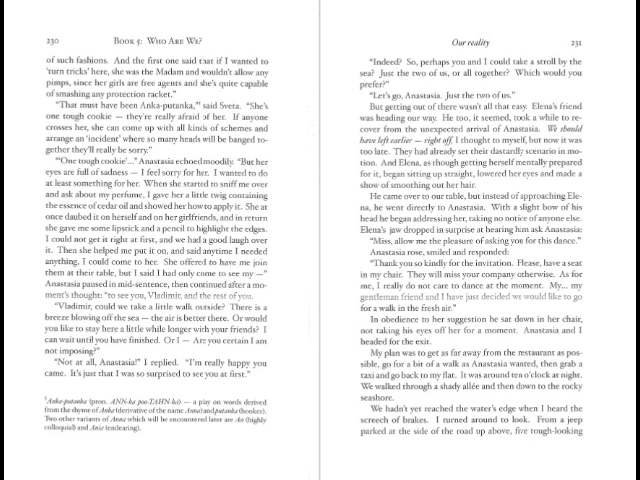 230 BOOK 5: WHO ARE WE?
of such fashions. And the first one said that if I wanted to
'turn tricks' here, she was the Madam and wouldn't allow any
pimps, since her girls are free agents and she's quite capable
of smashing any protection racket."
"That must have been Anka-putanka,"⁵ said Sveta. "She's
one tough cookie — they're really afraid of her. If anyone
crosses her, she can come up with all kinds of schemes and
arrange an 'incident' where so many heads will be banged to-
gether they'll really be sorry."
"'One tough cookie'..." Anastasia echoed moodily. "But her
eyes are full of sadness — I feel sorry for her. I wanted to do
at least something for her. When she started to sniff me over
and ask about my perfume, I gave her a little twig containing
the essence of cedar oil and showed her how to apply it. She at
once daubed it on herself and on her girlfriends, and in return
she gave me some lipstick and a pencil to highlight the edges.
I could not get it right at first, and we had a good laugh over
it. Then she helped me put it on, and said anytime I needed
anything, I could come to her. She offered to have me join
them at their table, but I said I had only come to see my —"
Anastasia paused in mid-sentence, then continued after a mo-
ment's thought: "to see you, Vladimir, and the rest of you.
"Vladimir, could we take a little walk outside? There is a
breeze blowing off the sea — the air is better there. Or would
you like to stay here a little while longer with your friends? I
can wait until you have finished. Or I — Are you certain I am
not imposing?"
"Not at all, Anastasia!" I replied. "I'm really happy you
came. It's just that I was so surprised to see you at first."
⁵Anka-putanka (pron. ANN-ka poo-TAHN-ka) — a play on words derived
from the rhyme of Anka (derivative of the name Anna) and putanka (hooker).
Two other variants of Anna which will be encountered later are An (highly
colloquial) and Ania (endearing).
Our reality 231
"Indeed? So, perhaps you and I could take a stroll by the
sea? Just the two of us, or all together? Which would you
prefer?"
"Let's go, Anastasia. Just the two of us."
But getting out of there wasn't all that easy. Elena's friend
was heading our way. He too, it seemed, took a while to re-
cover from the unexpected arrival of Anastasia. We should
have left earlier — right off, I thought to myself, but now it was
too late. They had already set their dastardly scenario in mo-
tion. And Elena, as though getting herself mentally prepared
for it, began sitting up straight, lowered her eyes and made a
show of smoothing out her hair.
He came over to our table, but instead of approaching Ele-
na, he went directly to Anastasia. With a slight bow of his
head he began addressing her, taking no notice of anyone else.
Elena's jaw dropped in surprise at hearing him ask Anastasia:
"Miss, allow me the pleasure of asking you for this dance."
Anastasia rose, smiled and responded:
"Thank you so kindly for the invitation. Please, have a seat
in my chair. They will miss your company otherwise. As for
me, I really do not care to dance at the moment. My... my
gentleman friend and I have just decided we would like to go
for a walk in the fresh air."
In obedience to her suggestion he sat down in her chair,
not taking his eyes off her for a moment. Anastasia and I
headed for the exit.
My plan was to get as far away from the restaurant as pos-
sible, go for a bit of a walk as Anastasia wanted, then grab a
taxi and go back to my flat. It was around ten o'clock at night.
We walked through a shady allée and then down to the rocky
seashore.
We hadn't yet reached the water's edge when I heard the
screech of brakes. I turned around to look. From a jeep
parked at the side of the road up above, five tough-looking